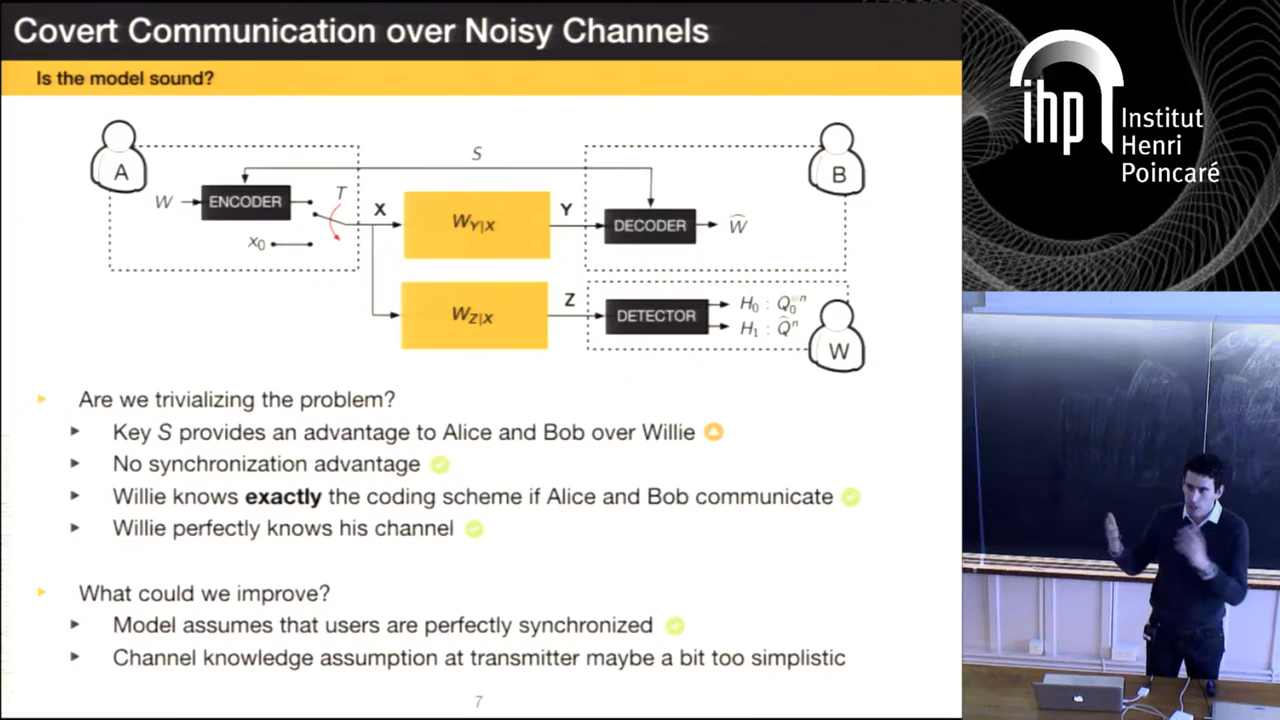 Covert Communication over Noisy Channels
Is the model sound?
ihp Institut
Henri
Poincaré
A
B
S
W
ENCODER
T
X
W_{Y|X}
Y
DECODER
Ŵ
x₀
W_{Z|X}
Z
DETECTOR
H₀ : Q₀^{⊗n}
H₁ : Q̂ⁿ
W
Are we trivializing the problem?
Key S provides an advantage to Alice and Bob over Willie
No synchronization advantage
Willie knows exactly the coding scheme if Alice and Bob communicate
Willie perfectly knows his channel
What could we improve?
Model assumes that users are perfectly synchronized
Channel knowledge assumption at transmitter maybe a bit too simplistic
7